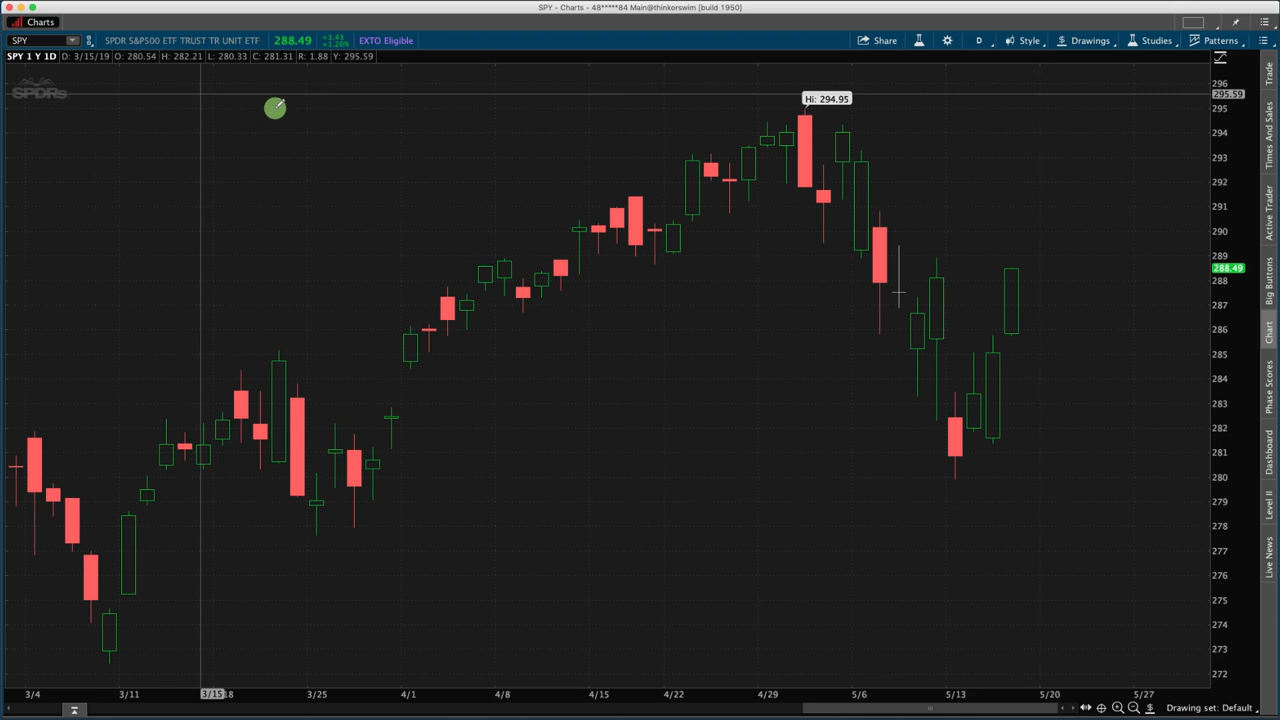 SPY - Charts - 48*****84 Main@thinkorswim [build 1950]
Charts
SPY SPDR S&P500 ETF TRUST TR UNIT ETF 288.49 +3.43 +1.20% EXTO Eligible Share D Style Drawings Studies Patterns
SPY 1 Y 1D D: 3/15/19 O: 280.54 H: 282.21 L: 280.33 C: 281.31 R: 1.88 Y: 295.59
SPDRs
Hi: 294.95
296
295.59
295
294
293
292
291
290
289
288.49
288
287
286
285
284
283
282
281
280
279
278
277
276
275
274
273
272
3/4 3/11 3/15 18 3/25 4/1 4/8 4/15 4/22 4/29 5/6 5/13 5/20 5/27
Drawing set: Default
Trade
Times And Sales
Active Trader
Big Buttons
Chart
Phase Scores
Dashboard
Level II
Live News